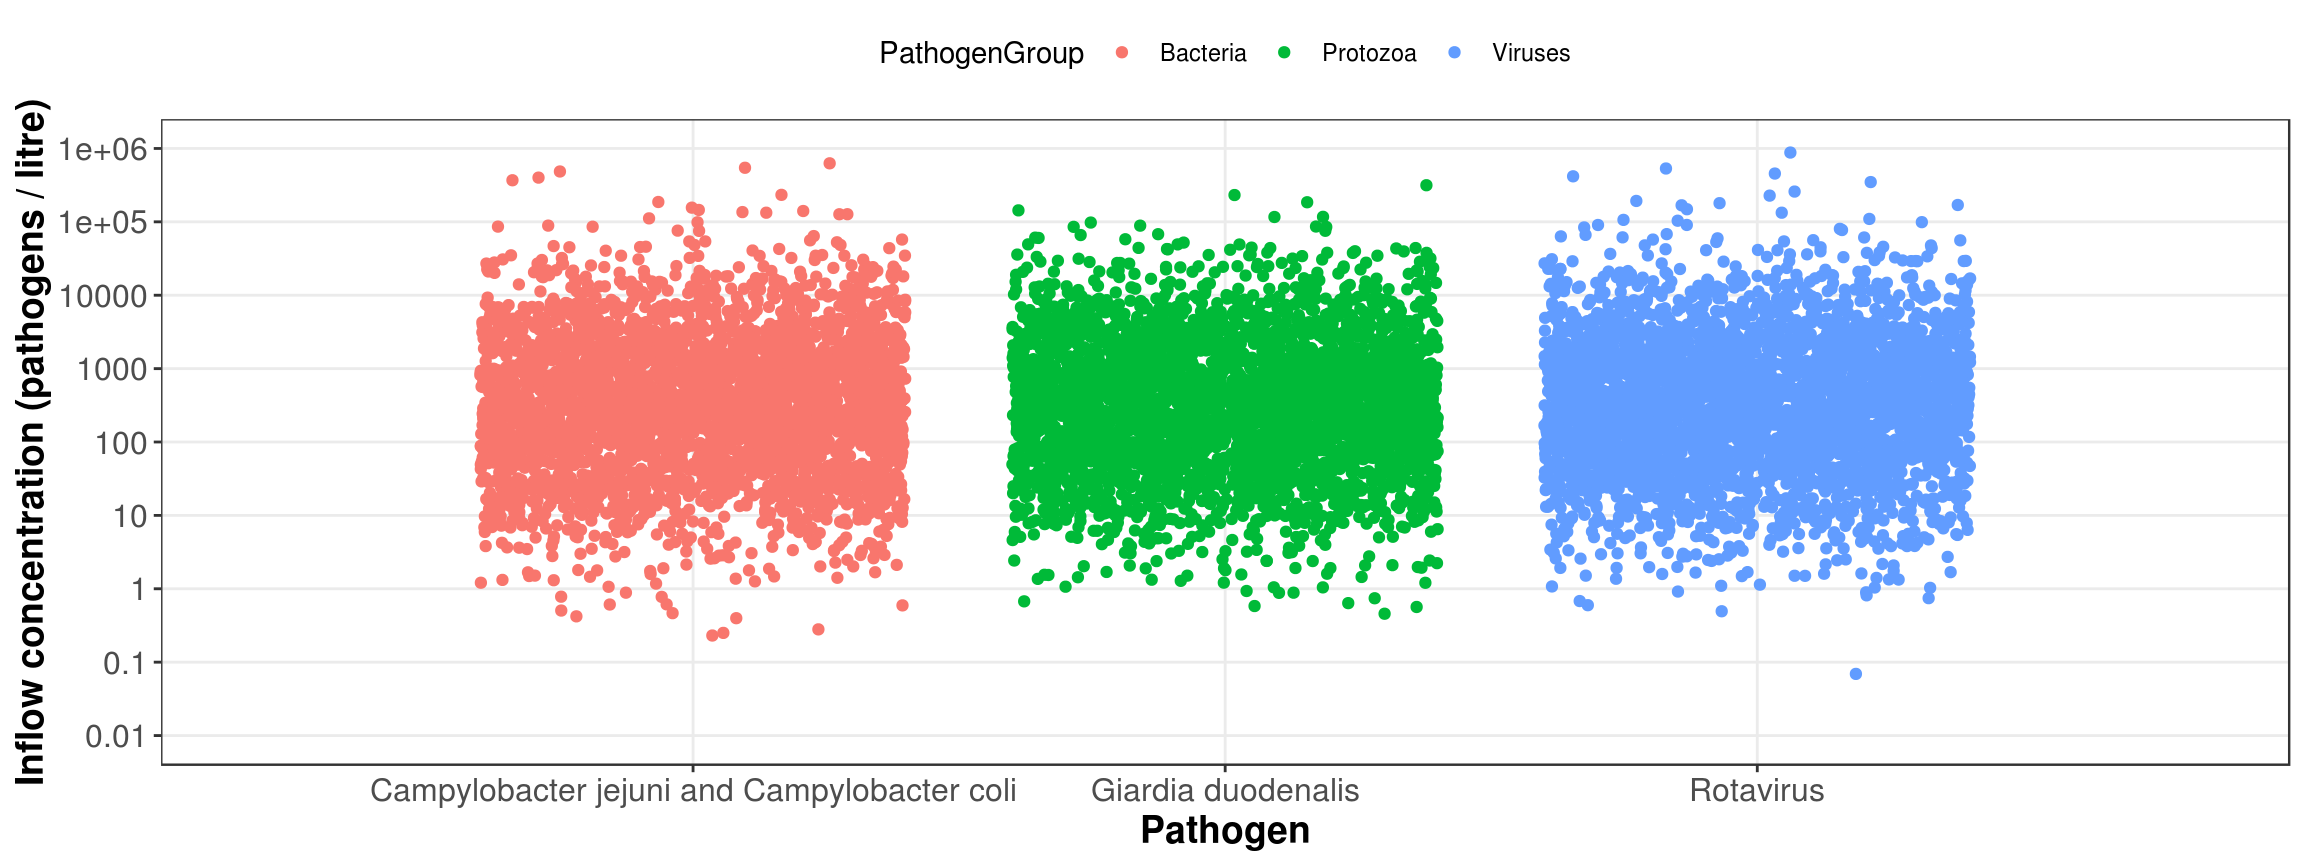 PathogenGroup Bacteria Protozoa Viruses
Inflow concentration (pathogens / litre)
1e+06
1e+05
10000
1000
100
10
1
0.1
0.01
Campylobacter jejuni and Campylobacter coli Giardia duodenalis Rotavirus
Pathogen